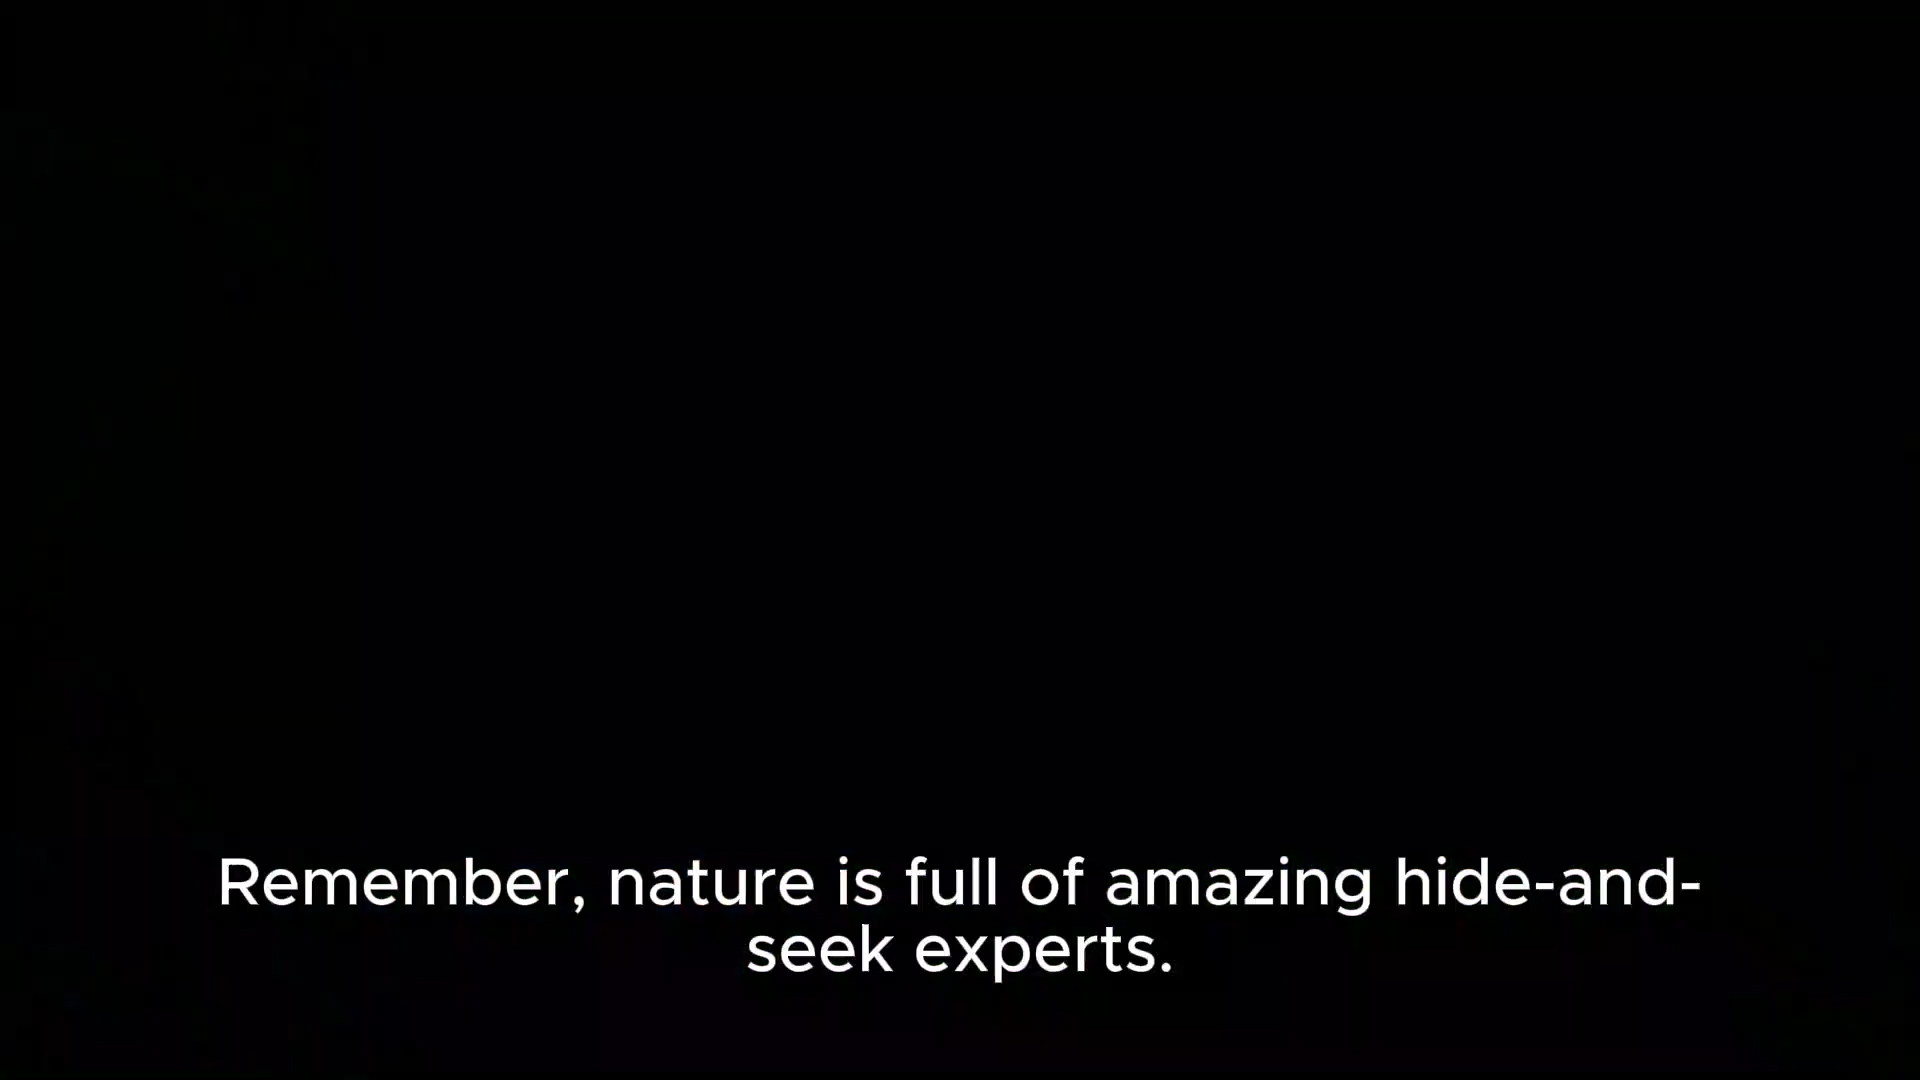 Remember, nature is full of amazing hide-and-
seek experts.